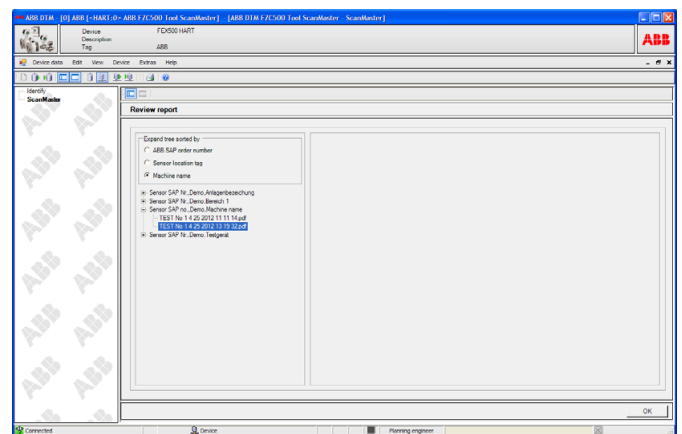 ABB DTM - [0] ABB [<HART:0> ABB FZC500 Tool ScanMaster] - [ABB DTM FZC500 Tool ScanMaster - ScanMaster]
Device FEX500 HART
Description
Tag ABB
ABB
Device data Edit View Device Extras Help
Identify
ScanMaster
Review report
Expand tree sorted by
ABB SAP order number
Sensor location tag
Machine name
Sensor SAP Nr._Demo.Anlagenbezeichung
Sensor SAP Nr._Demo.Bereich 1
Sensor SAP no._Demo.Machine name
TEST No 1 4 25 2012 11 11 14.pdf
TEST No 1 4 25 2012 13 19 32.pdf
Sensor SAP Nr._Demo.Testgerät
OK
Connected Device Planning engineer